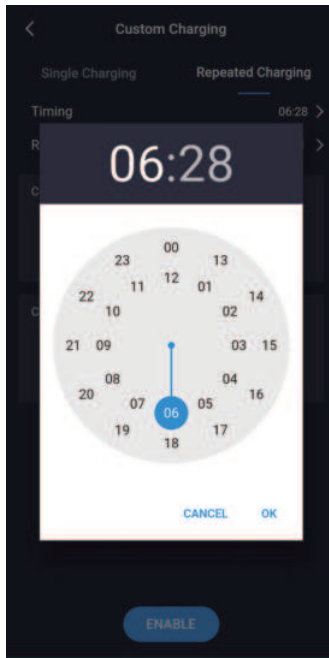 Custom Charging
Single Charging Repeated Charging
Timing 06:28
R
06:28
C
00
23 13
12
11 01
22 14
10 02
21 09 03 15
08 04
20 16
07 05
06
19 17
18
C
CANCEL OK
ENABLE